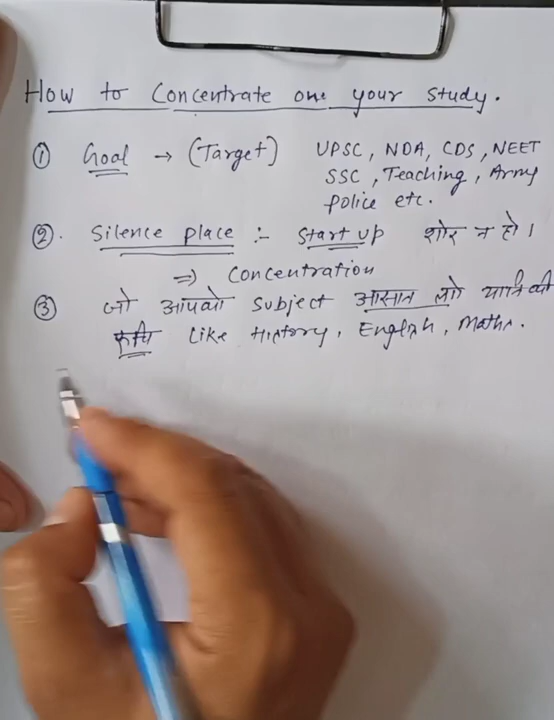 How to Concentrate one your study.
① Goal → (Target) UPSC, NDA, CDS, NEET
SSC, Teaching, Army
Police etc.
②. Silence place :- Start up शोर न हो।
⇒ Concentration
③ जो आपको Subject आसान लगे यानि की
रूचि Like History, English, Maths.